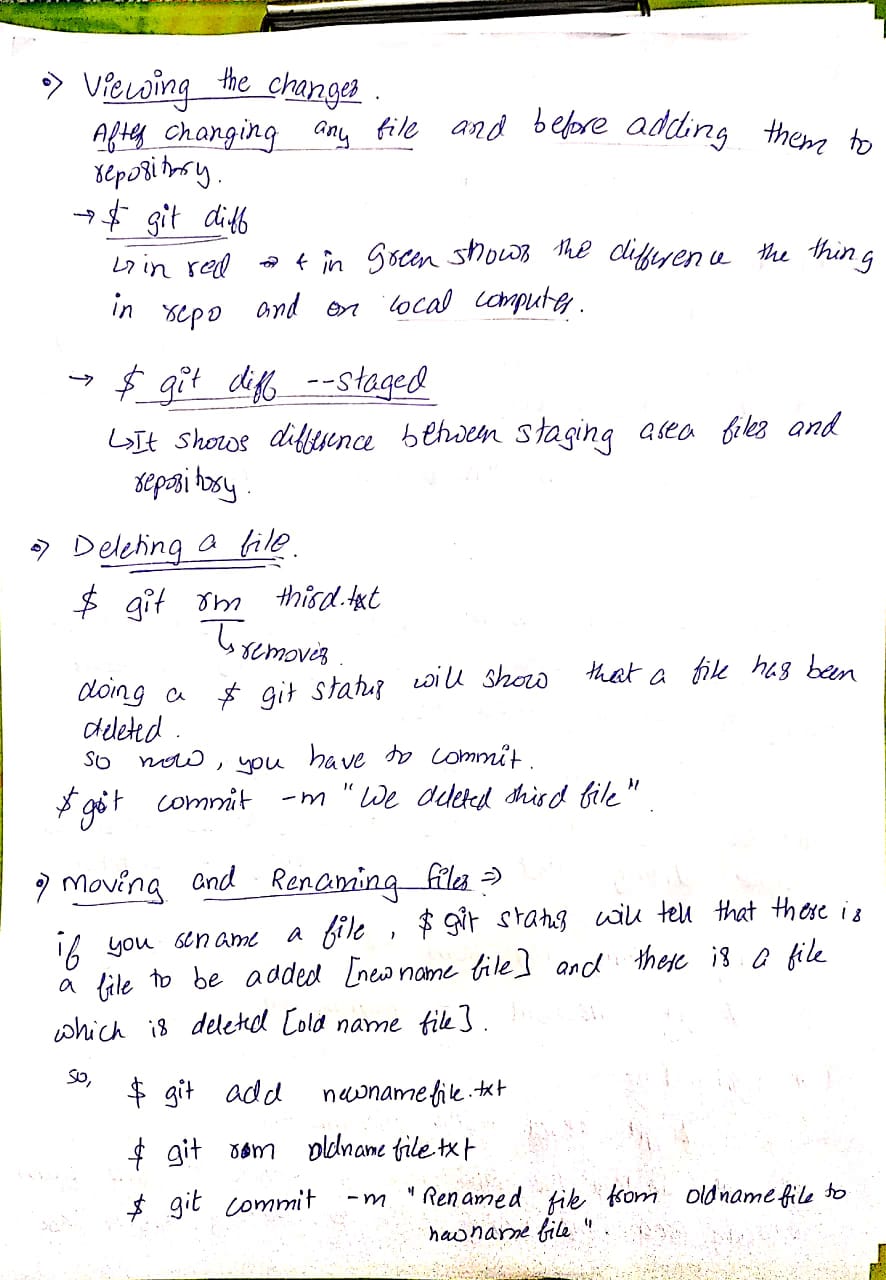 ⇒ Viewing the changes.
After changing any file and before adding them to
repository.
→ $ git diff
↳ in red → & in green shows the difference the thing
in repo and on local computer.
→ $ git diff --staged
↳ It shows difference between staging area files and
repository.
⇒ Deleting a file.
$ git rm third.txt
↳ removes
doing a $ git status will show that a file has been
deleted.
so now, you have to commit.
$ git commit -m "We deleted third file"
⇒ Moving and Renaming files ⇒
if you rename a file, $ git status will tell that there is
a file to be added [new name file] and there is a file
which is deleted [old name file].
so,
$ git add newnamefile.txt
$ git rm oldnamefile.txt
$ git commit -m "Renamed file from oldnamefile to
newname file".